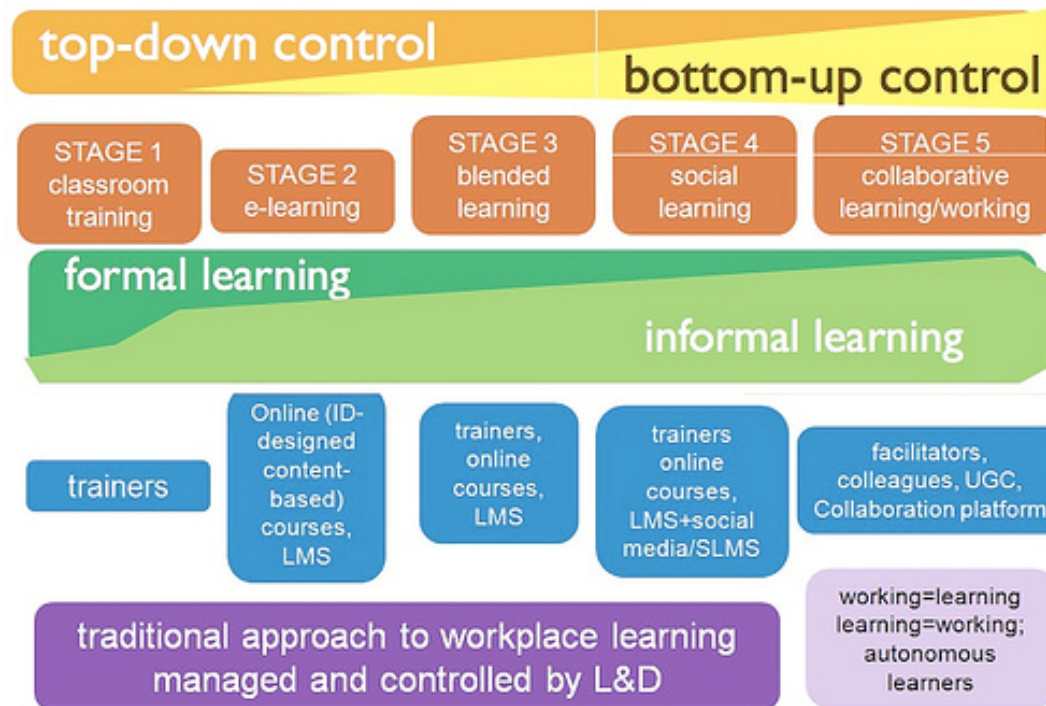 top-down control
bottom-up control
STAGE 1
classroom
training
STAGE 2
e-learning
STAGE 3
blended
learning
STAGE 4
social
learning
STAGE 5
collaborative
learning/working
formal learning
informal learning
trainers
Online (ID-
designed
content-
based)
courses,
LMS
trainers,
online
courses,
LMS
trainers
online
courses,
LMS+social
media/SLMS
facilitators,
colleagues, UGC,
Collaboration platform
traditional approach to workplace learning
managed and controlled by L&D
working=learning
learning=working;
autonomous
learners